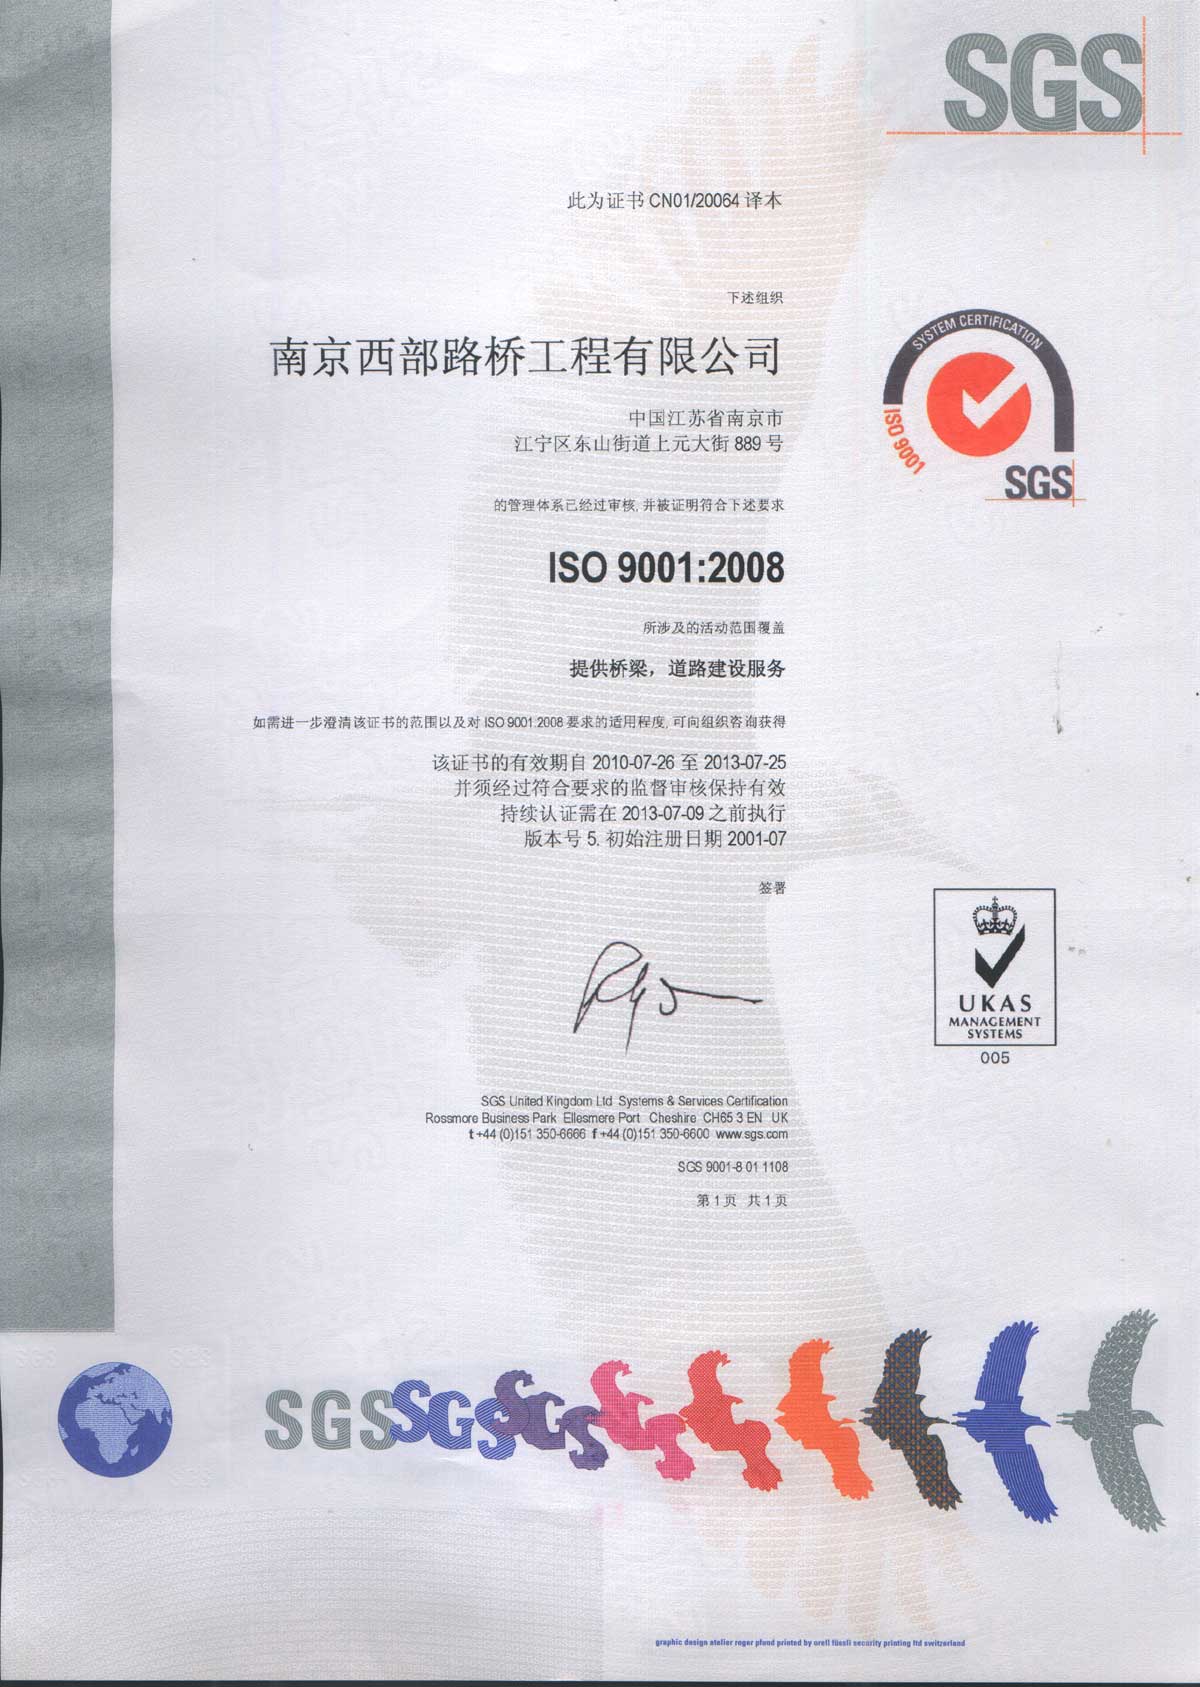 SGS
此为证书 CN01/20064 译本
下述组织
南京西部路桥工程有限公司
中国江苏省南京市
江宁区东山街道上元大街 889 号
SYSTEM CERTIFICATION
ISO 9001
SGS
的管理体系已经过审核, 并被证明符合下述要求
ISO 9001:2008
所涉及的活动范围覆盖
提供桥梁，道路建设服务
如需进一步澄清该证书的范围以及对 ISO 9001:2008 要求的适用程度, 可向组织咨询获得
该证书的有效期自 2010-07-26 至 2013-07-25
并须经过符合要求的监督审核保持有效
持续认证需在 2013-07-09 之前执行
版本号 5. 初始注册日期 2001-07
签署
UKAS
MANAGEMENT
SYSTEMS
005
SGS United Kingdom Ltd Systems & Services Certification
Rossmore Business Park Ellesmere Port Cheshire CH65 3 EN UK
t +44 (0)151 350-6666 f +44 (0)151 350-6600 www.sgs.com
SGS 9001-8 01 1108
第 1 页 共 1 页
SGS SGS SGS
graphic design atelier roger pfund printed by orell füssli security printing ltd switzerland